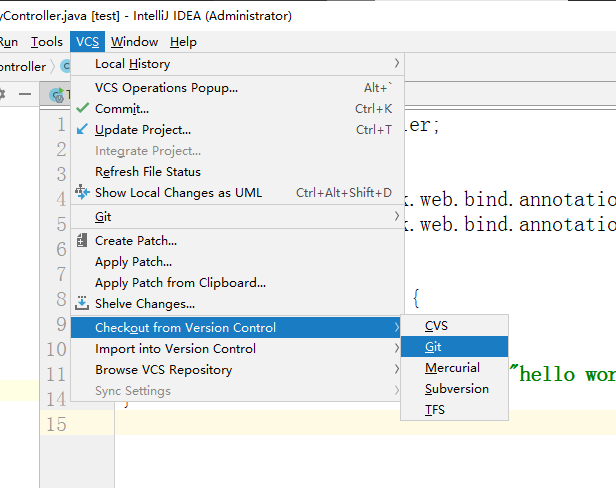 yController.java [test] - IntelliJ IDEA (Administrator)
Run Tools VCS Window Help
ontroller
Local History
VCS Operations Popup... Alt+`
Commit... Ctrl+K
1 ler;
Update Project... Ctrl+T
2
Integrate Project...
3
Refresh File Status
4 Show Local Changes as UML Ctrl+Alt+Shift+D k.web.bind.annotatio
5 Git k.web.bind.annotatio
6
Create Patch...
7 Apply Patch...
Apply Patch from Clipboard...
8 Shelve Changes... {
9 Checkout from Version Control CVS
10 Import into Version Control Git
11 Browse VCS Repository Mercurial "hello wor
Sync Settings Subversion
14 } TFS
15